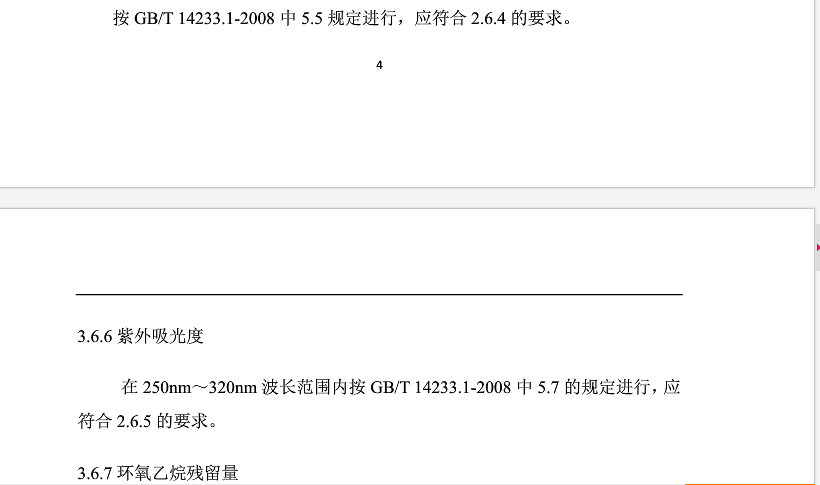 按 GB/T 14233.1-2008 中 5.5 规定进行，应符合 2.6.4 的要求。
4
3.6.6 紫外吸光度
在 250nm～320nm 波长范围内按 GB/T 14233.1-2008 中 5.7 的规定进行，应
符合 2.6.5 的要求。
3.6.7 环氧乙烷残留量